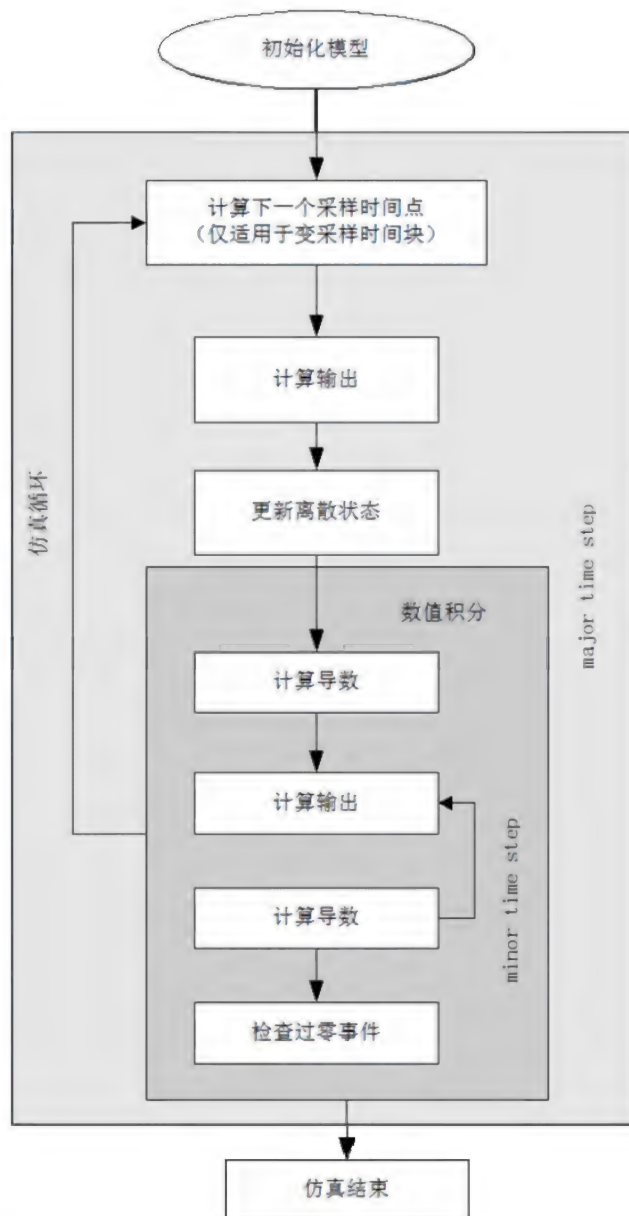 初始化模型
计算下一个采样时间点
（仅适用于变采样时间块）
计算输出
更新离散状态
仿真循环
major time step
数值积分
计算导数
计算输出
计算导数
minor time step
检查过零事件
仿真结束